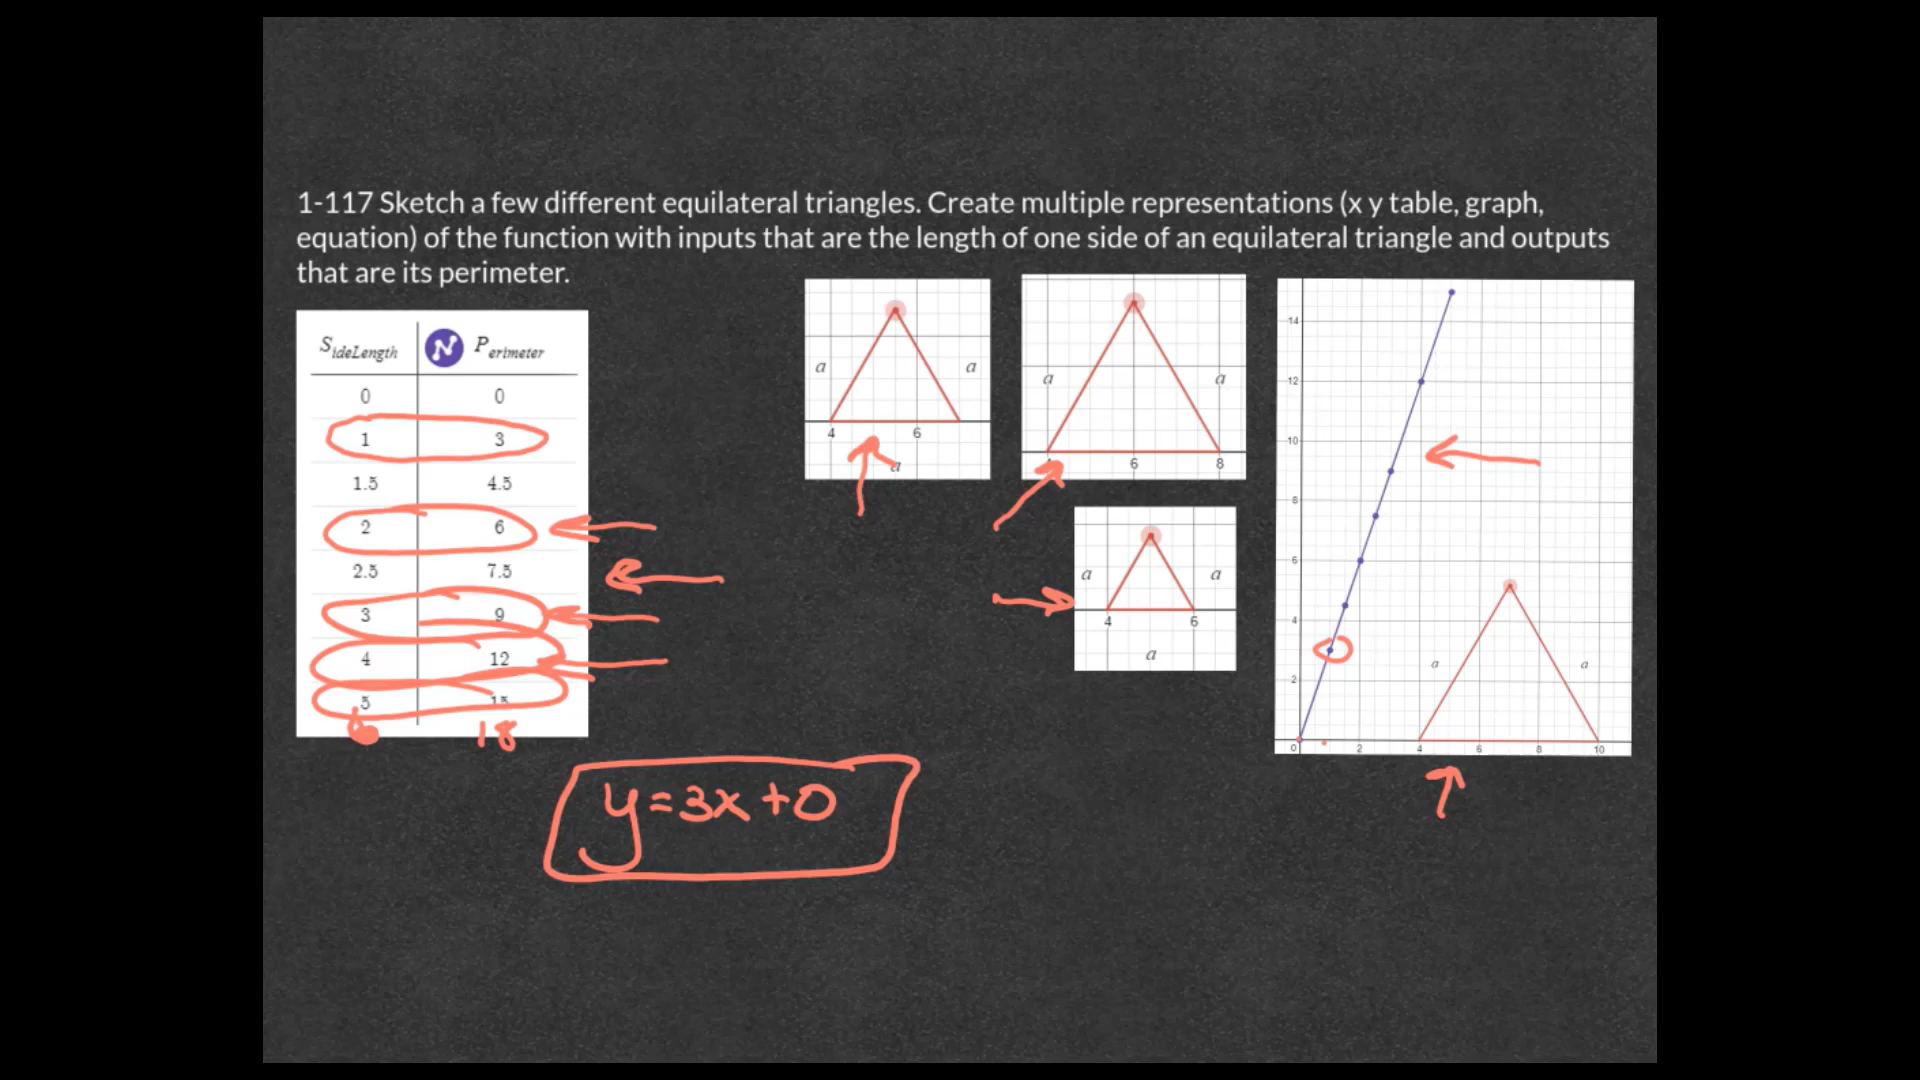 1-117 Sketch a few different equilateral triangles. Create multiple representations (x y table, graph,
equation) of the function with inputs that are the length of one side of an equilateral triangle and outputs
that are its perimeter.
SideLength Perimeter
0 0
1 3
1.5 4.5
2 6
2.5 7.5
3 9
4 12
5 15
6 18
a a
4 6
a
a a
6 8
a a
4 6
a
14
12
10
8
6
4
2
a a
0 2 4 6 8 10
y=3x+0